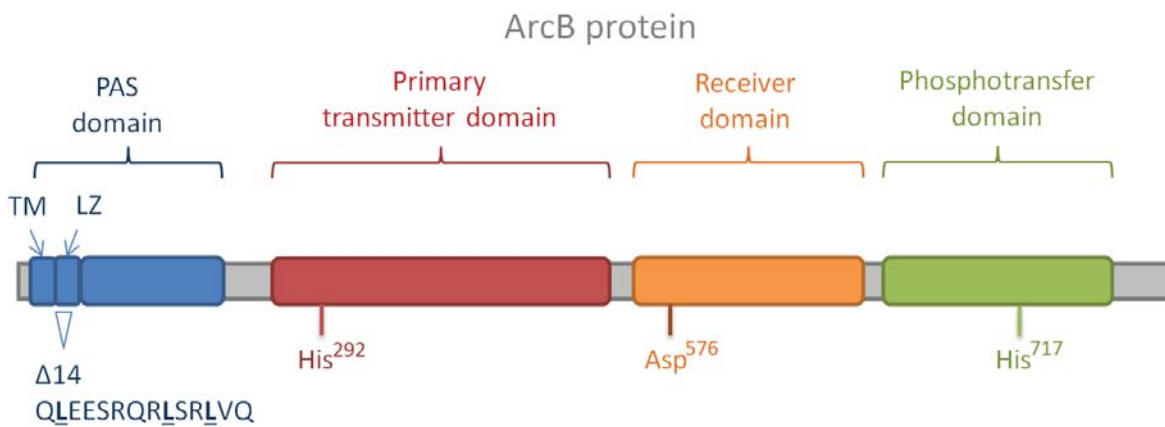 ArcB protein
PAS
domain
Primary
transmitter domain
Receiver
domain
Phosphotransfer
domain
TM
LZ
His292
Asp576
His717
Δ14
QLEESRQRLSRLVQ